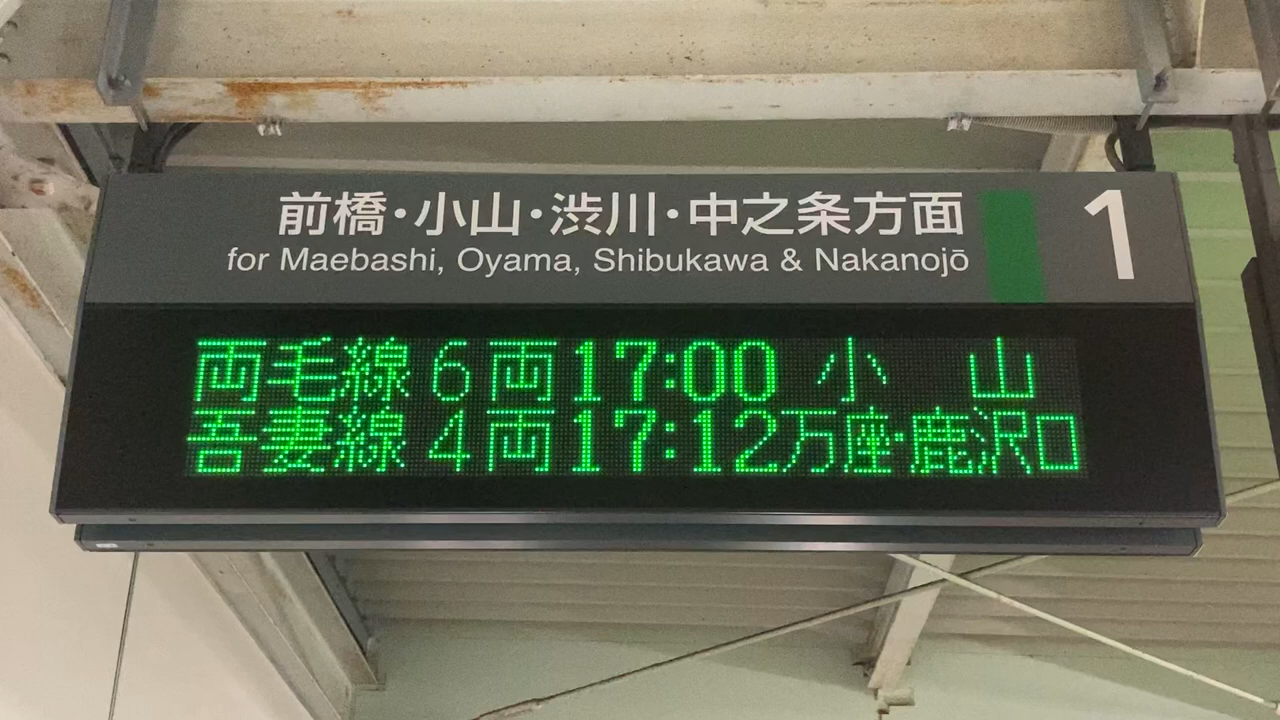 前橋・小山・渋川・中之条方面
for Maebashi, Oyama, Shibukawa & Nakanojō
1
両毛線 6両 17:00 小 山
吾妻線 4両 17:12 万座・鹿沢口